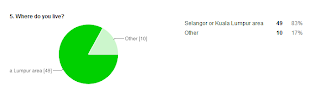 5. Where do you live?
Other [10]
a Lumpur area [49]
Selangor or Kuala Lumpur area 49 83%
Other 10 17%